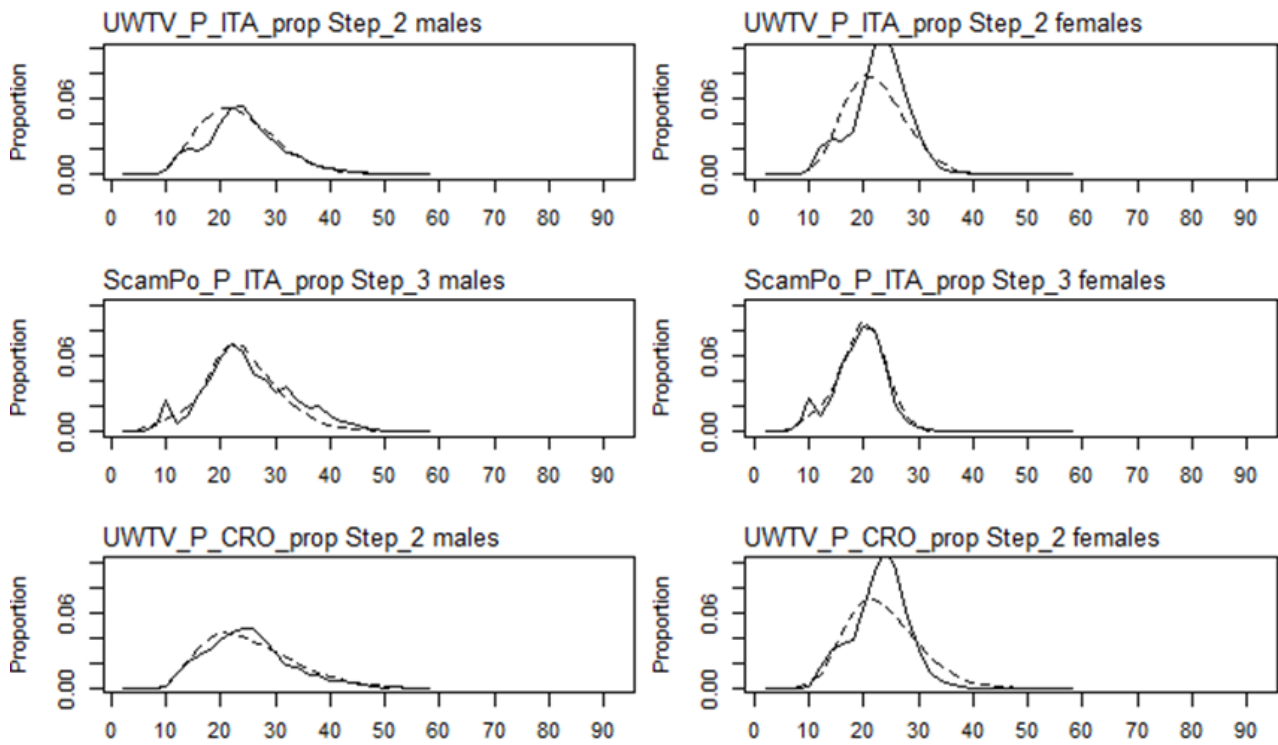 UWTV_P_ITA_prop Step_2 males
Proportion
0.06
0.00
0 10 20 30 40 50 60 70 80 90
UWTV_P_ITA_prop Step_2 females
Proportion
0.06
0.00
0 10 20 30 40 50 60 70 80 90
ScamPo_P_ITA_prop Step_3 males
Proportion
0.06
0.00
0 10 20 30 40 50 60 70 80 90
ScamPo_P_ITA_prop Step_3 females
Proportion
0.06
0.00
0 10 20 30 40 50 60 70 80 90
UWTV_P_CRO_prop Step_2 males
Proportion
0.06
0.00
0 10 20 30 40 50 60 70 80 90
UWTV_P_CRO_prop Step_2 females
Proportion
0.06
0.00
0 10 20 30 40 50 60 70 80 90